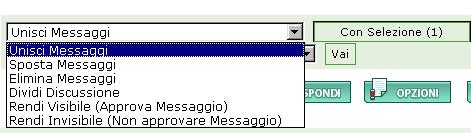 Unisci Messaggi
Con Selezione (1)
Unisci Messaggi
Vai
Sposta Messaggi
Elimina Messaggi
Dividi Discussione
Rendi Visibile (Approva Messaggio)
Rendi Invisibile (Non approvare Messaggio)
OPZIONI